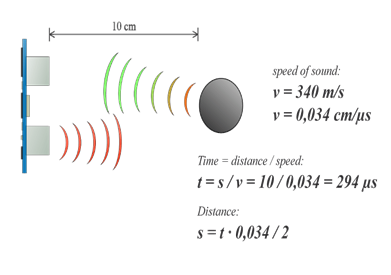 10 cm
speed of sound:
v = 340 m/s
v = 0,034 cm/μs
Time = distance / speed:
t = s / v = 10 / 0,034 = 294 μs
Distance:
s = t · 0,034 / 2